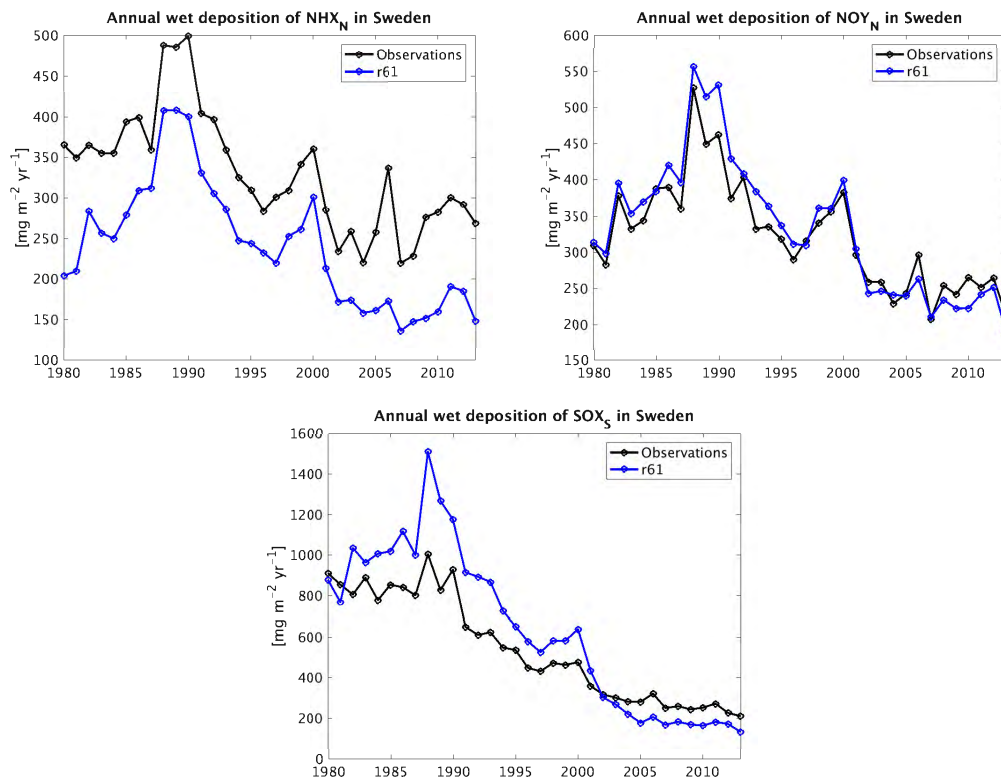 Annual wet deposition of NHX_N in Sweden
[mg m⁻² yr⁻¹]
500
450
400
350
300
250
200
150
100
1980 1985 1990 1995 2000 2005 2010
Observations
r61
Annual wet deposition of NOY_N in Sweden
[mg m⁻² yr⁻¹]
600
550
500
450
400
350
300
250
200
150
1980 1985 1990 1995 2000 2005 2010
Observations
r61
Annual wet deposition of SOX_S in Sweden
[mg m⁻² yr⁻¹]
1600
1400
1200
1000
800
600
400
200
0
1980 1985 1990 1995 2000 2005 2010
Observations
r61